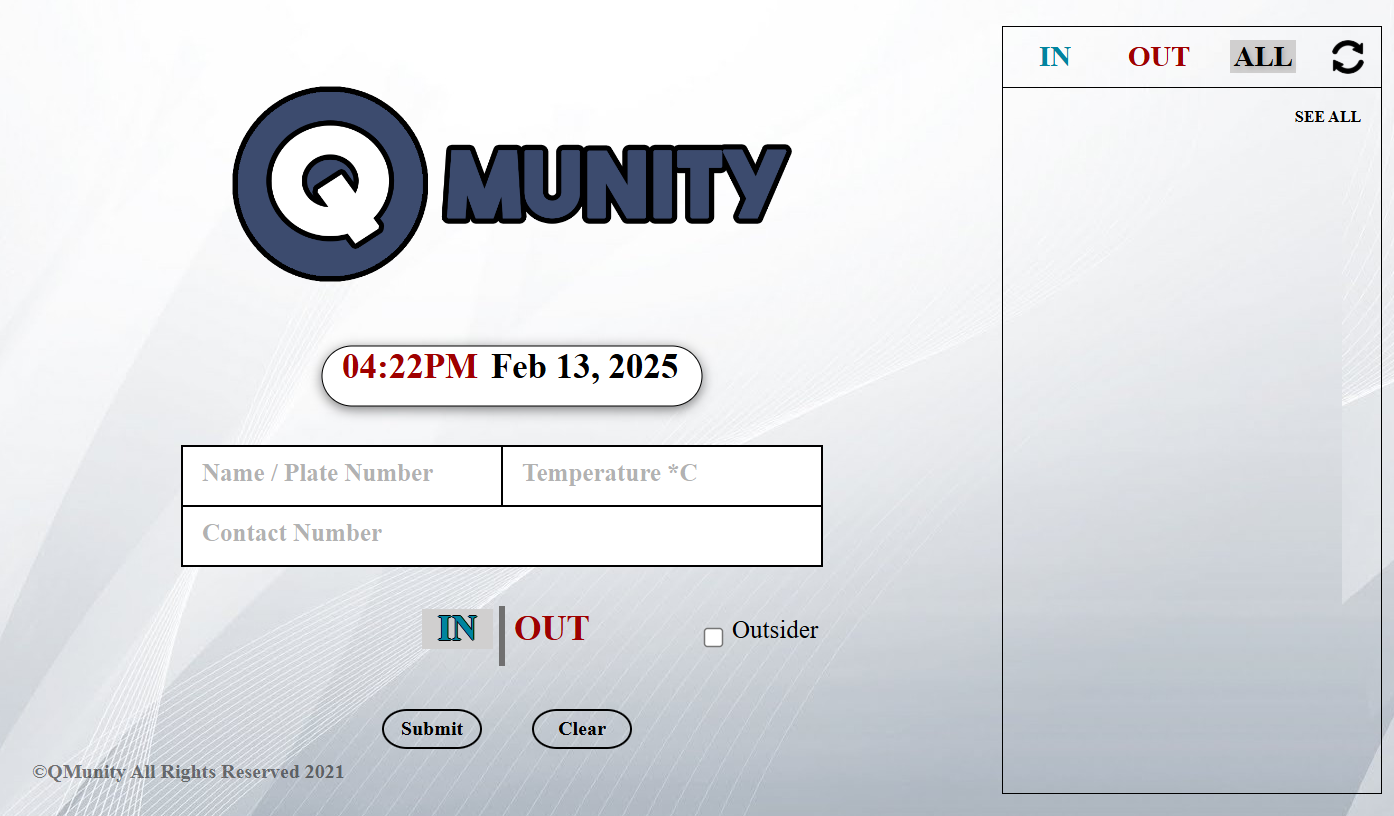 Q MUNITY
04:22PM Feb 13, 2025
Name / Plate Number
Temperature *C
Contact Number
IN OUT
Outsider
Submit
Clear
©QMunity All Rights Reserved 2021
IN OUT ALL
SEE ALL